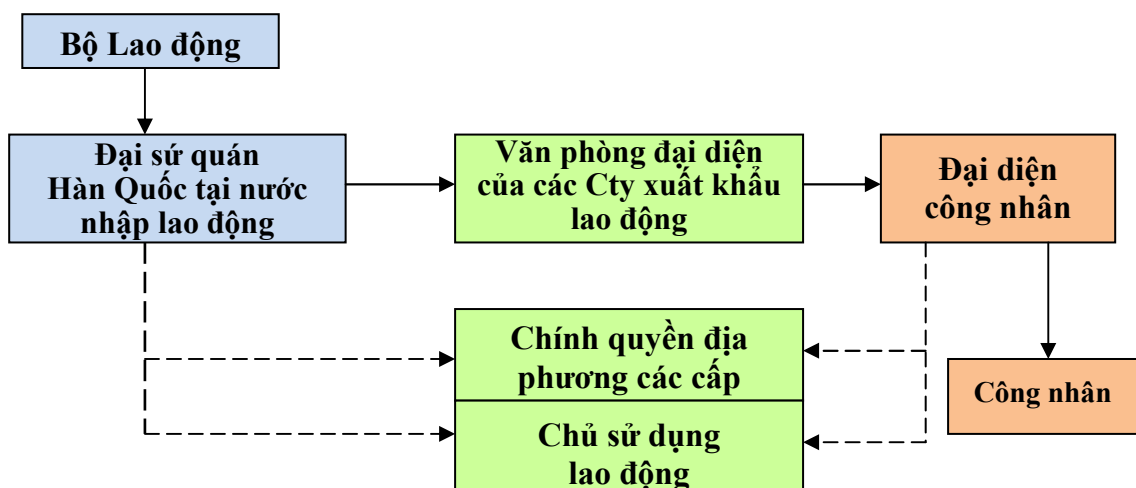 Bộ Lao động
Đại sứ quán
Hàn Quốc tại nước
nhập lao động
Văn phòng đại diện
của các Cty xuất khẩu
lao động
Đại diện
công nhân
Chính quyền địa
phương các cấp
Công nhân
Chủ sử dụng
lao động